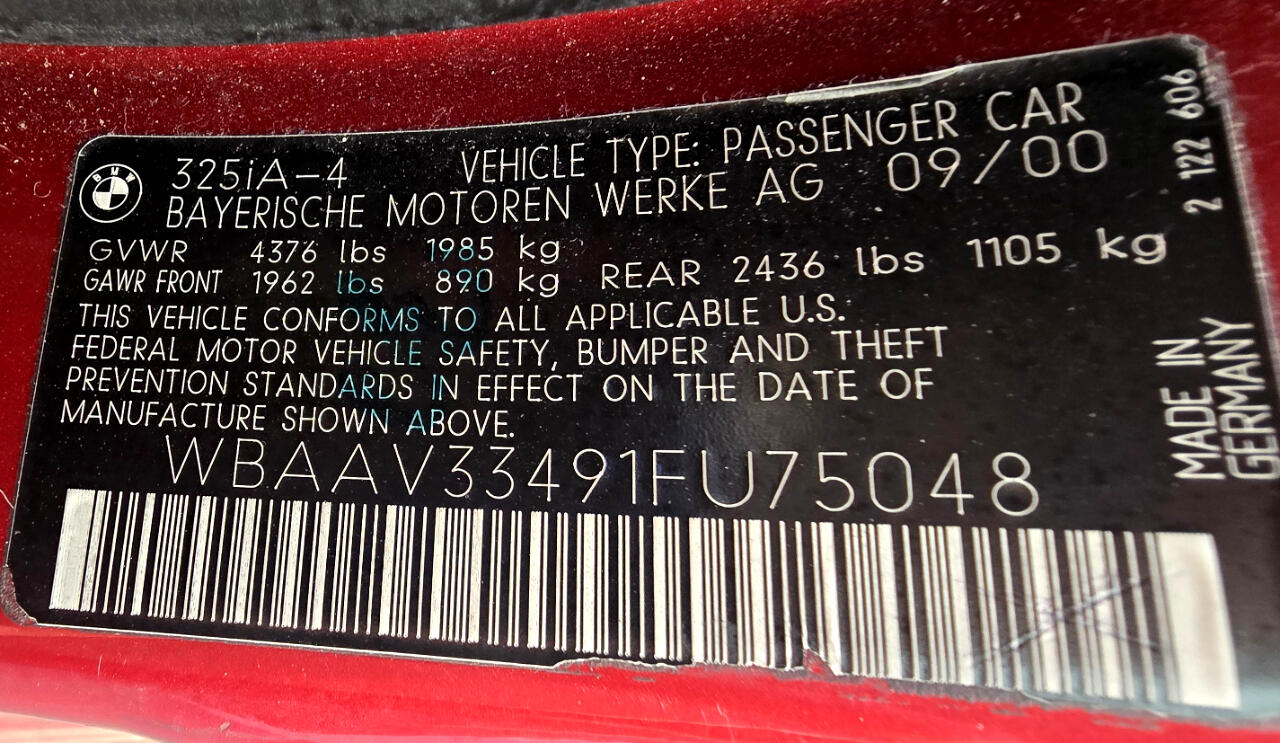 BMW
325iA-4 VEHICLE TYPE: PASSENGER CAR
BAYERISCHE MOTOREN WERKE AG 09/00
GVWR 4376 lbs 1985 kg
GAWR FRONT 1962 lbs 890 kg REAR 2436 lbs 1105 kg
THIS VEHICLE CONFORMS TO ALL APPLICABLE U.S.
FEDERAL MOTOR VEHICLE SAFETY, BUMPER AND THEFT
PREVENTION STANDARDS IN EFFECT ON THE DATE OF
MANUFACTURE SHOWN ABOVE.
WBAAV33491FU75048
2 122 606
MADE IN
GERMANY